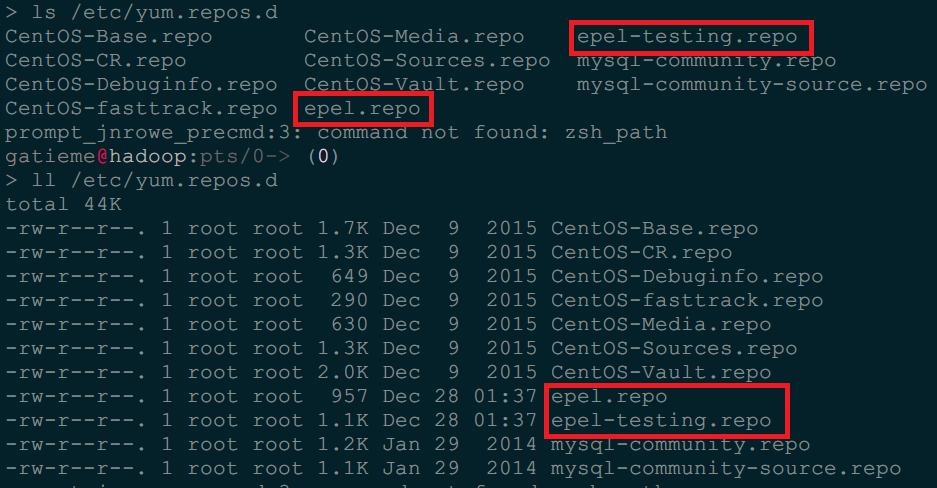 > ls /etc/yum.repos.d
CentOS-Base.repo CentOS-Media.repo epel-testing.repo
CentOS-CR.repo CentOS-Sources.repo mysql-community.repo
CentOS-Debuginfo.repo CentOS-Vault.repo mysql-community-source.repo
CentOS-fasttrack.repo epel.repo
prompt_jnrowe_precmd:3: command not found: zsh_path
gatieme@hadoop:pts/0-> (0)
> ll /etc/yum.repos.d
total 44K
-rw-r--r--. 1 root root 1.7K Dec 9 2015 CentOS-Base.repo
-rw-r--r--. 1 root root 1.3K Dec 9 2015 CentOS-CR.repo
-rw-r--r--. 1 root root 649 Dec 9 2015 CentOS-Debuginfo.repo
-rw-r--r--. 1 root root 290 Dec 9 2015 CentOS-fasttrack.repo
-rw-r--r--. 1 root root 630 Dec 9 2015 CentOS-Media.repo
-rw-r--r--. 1 root root 1.3K Dec 9 2015 CentOS-Sources.repo
-rw-r--r--. 1 root root 2.0K Dec 9 2015 CentOS-Vault.repo
-rw-r--r--. 1 root root 957 Dec 28 01:37 epel.repo
-rw-r--r--. 1 root root 1.1K Dec 28 01:37 epel-testing.repo
-rw-r--r--. 1 root root 1.2K Jan 29 2014 mysql-community.repo
-rw-r--r--. 1 root root 1.1K Jan 29 2014 mysql-community-source.repo